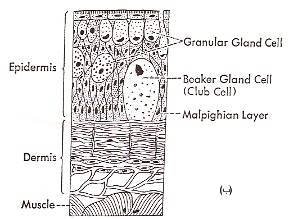 Granular Gland Cell
Epidermis
Beaker Gland Cell
(Club Cell)
Malpighian Layer
Dermis
Muscle